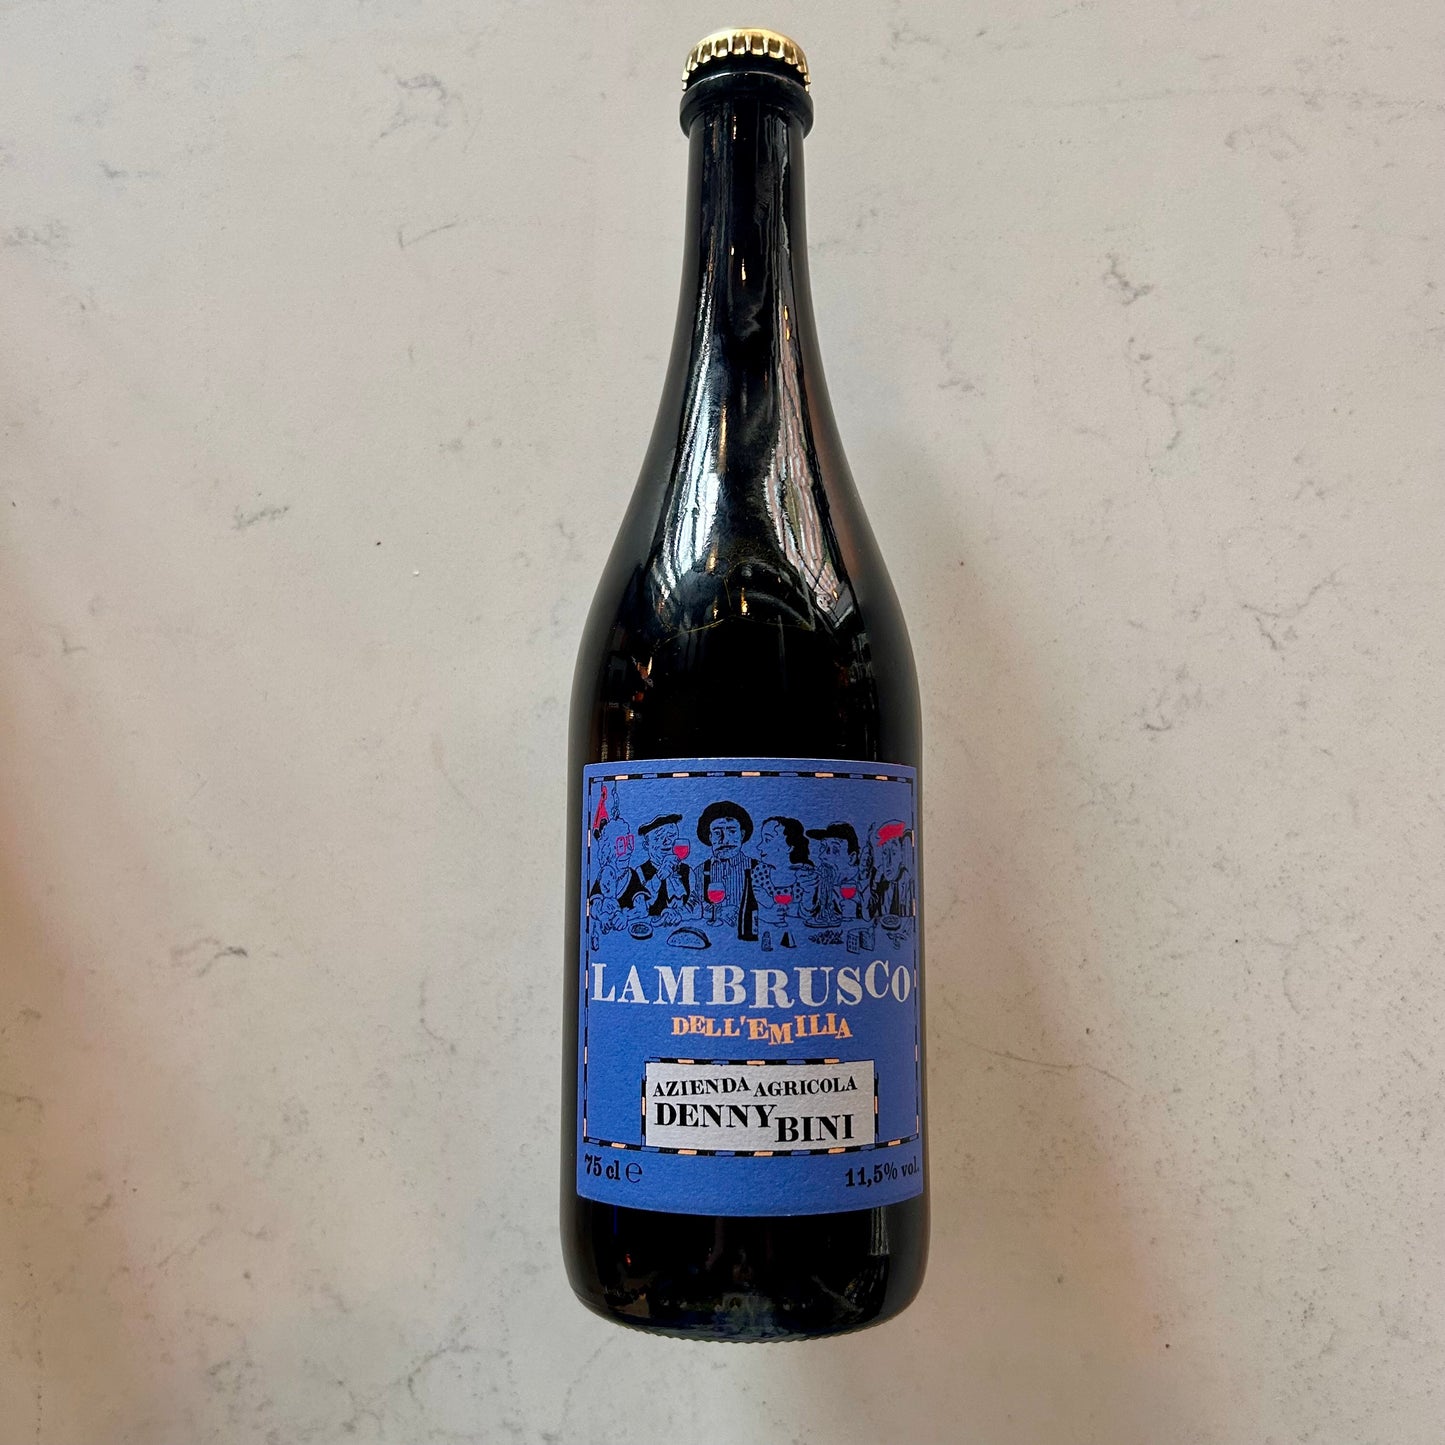 LAMBRUSCO
DELL'EMILIA
AZIENDA AGRICOLA
DENNY BINI
75 cl ℮
11,5% vol.